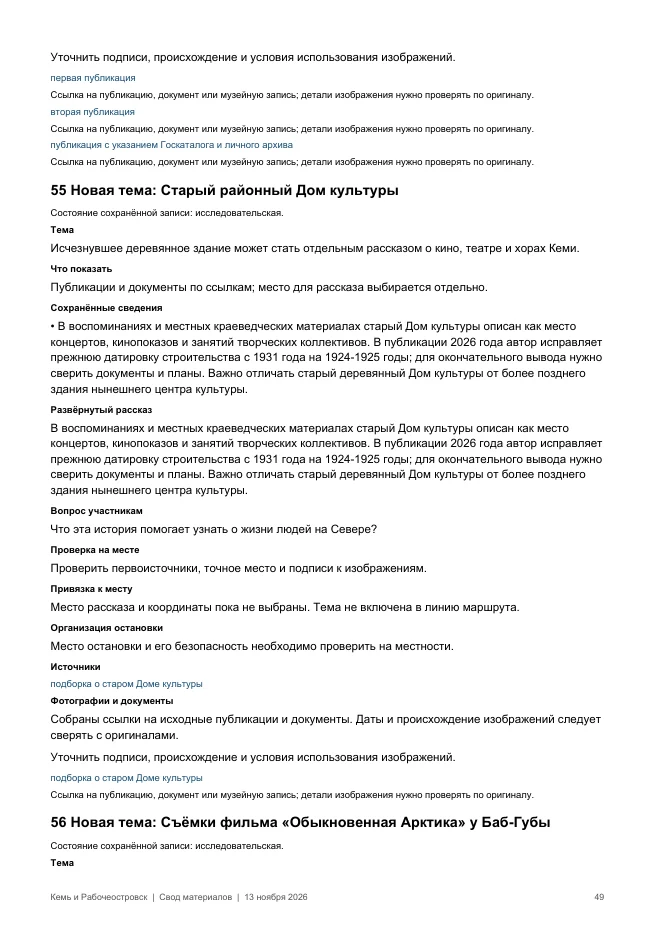 Уточнить подписи, происхождение и условия использования изображений.
первая публикация
Ссылка на публикацию, документ или музейную запись; детали изображения нужно проверять по оригиналу.
вторая публикация
Ссылка на публикацию, документ или музейную запись; детали изображения нужно проверять по оригиналу.
публикация с указанием Госкаталога и личного архива
Ссылка на публикацию, документ или музейную запись; детали изображения нужно проверять по оригиналу.
55 Новая тема: Старый районный Дом культуры
Состояние сохранённой записи: исследовательская.
Тема
Исчезнувшее деревянное здание может стать отдельным рассказом о кино, театре и хорах Кеми.
Что показать
Публикации и документы по ссылкам; место для рассказа выбирается отдельно.
Сохранённые сведения
• В воспоминаниях и местных краеведческих материалах старый Дом культуры описан как место
концертов, кинопоказов и занятий творческих коллективов. В публикации 2026 года автор исправляет
прежнюю датировку строительства с 1931 года на 1924-1925 годы; для окончательного вывода нужно
сверить документы и планы. Важно отличать старый деревянный Дом культуры от более позднего
здания нынешнего центра культуры.
Развёрнутый рассказ
В воспоминаниях и местных краеведческих материалах старый Дом культуры описан как место
концертов, кинопоказов и занятий творческих коллективов. В публикации 2026 года автор исправляет
прежнюю датировку строительства с 1931 года на 1924-1925 годы; для окончательного вывода нужно
сверить документы и планы. Важно отличать старый деревянный Дом культуры от более позднего
здания нынешнего центра культуры.
Вопрос участникам
Что эта история помогает узнать о жизни людей на Севере?
Проверка на месте
Проверить первоисточники, точное место и подписи к изображениям.
Привязка к месту
Место рассказа и координаты пока не выбраны. Тема не включена в линию маршрута.
Организация остановки
Место остановки и его безопасность необходимо проверить на местности.
Источники
подборка о старом Доме культуры
Фотографии и документы
Собраны ссылки на исходные публикации и документы. Даты и происхождение изображений следует
сверять с оригиналами.
Уточнить подписи, происхождение и условия использования изображений.
подборка о старом Доме культуры
Ссылка на публикацию, документ или музейную запись; детали изображения нужно проверять по оригиналу.
56 Новая тема: Съёмки фильма «Обыкновенная Арктика» у Баб-Губы
Состояние сохранённой записи: исследовательская.
Тема
Кемь и Рабочеостровск | Свод материалов | 13 ноября 2026 49